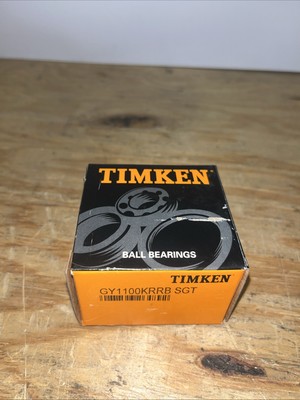 TIMKEN
BALL BEARINGS
TIMKEN
GY1100KRRB SGT